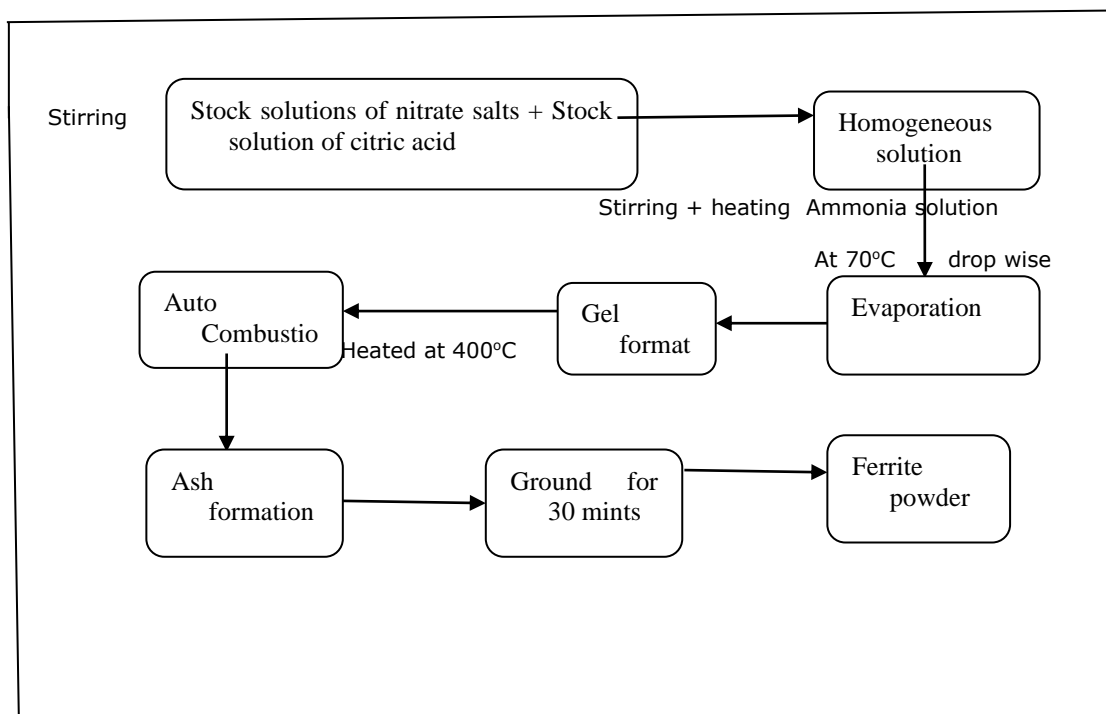 Stirring
Stock solutions of nitrate salts + Stock
solution of citric acid
Homogeneous
solution
Stirring + heating Ammonia solution
At 70°C drop wise
Evaporation
Gel
format
Heated at 400°C
Auto
Combustio
Ash
formation
Ground for
30 mints
Ferrite
powder